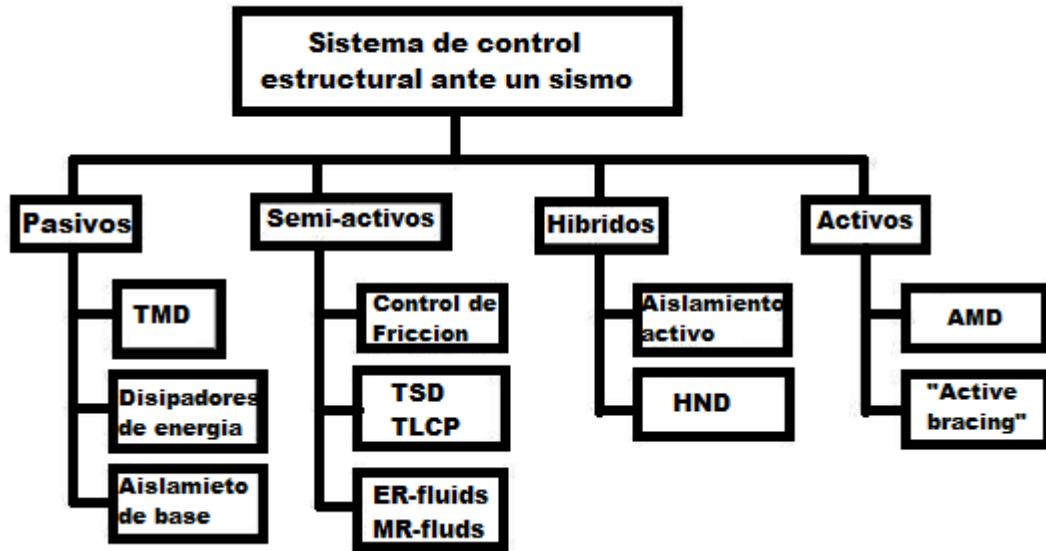 Sistema de control
estructural ante un sismo
Pasivos
Semi-activos
Hibridos
Activos
TMD
Disipadores
de energia
Aislamieto
de base
Control de
Friccion
TSD
TLCP
ER-fluids
MR-fluds
Aislamiento
activo
HND
AMD
"Active
bracing"